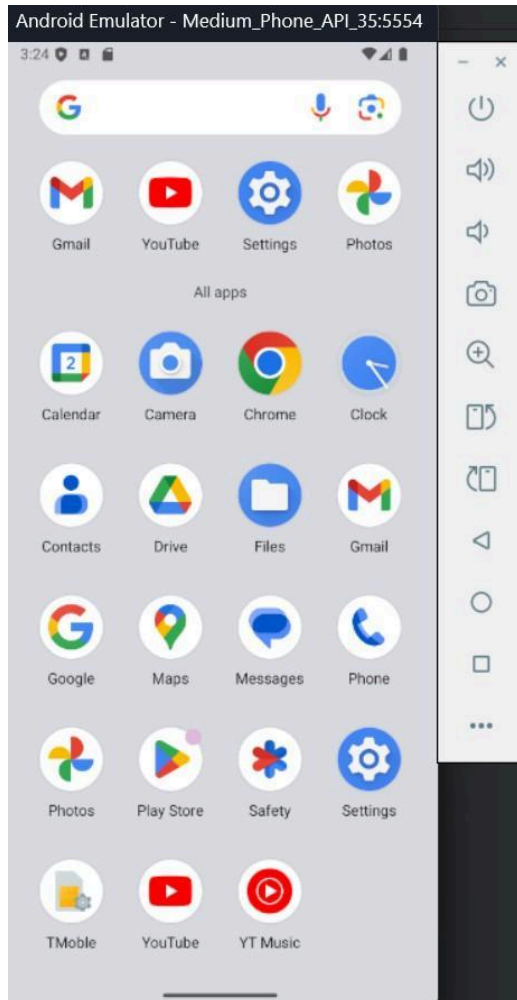 Android Emulator - Medium_Phone_API_35:5554
3:24
Gmail YouTube Settings Photos
All apps
2
Calendar Camera Chrome Clock
Contacts Drive Files Gmail
Google Maps Messages Phone
Photos Play Store Safety Settings
TMoble YouTube YT Music